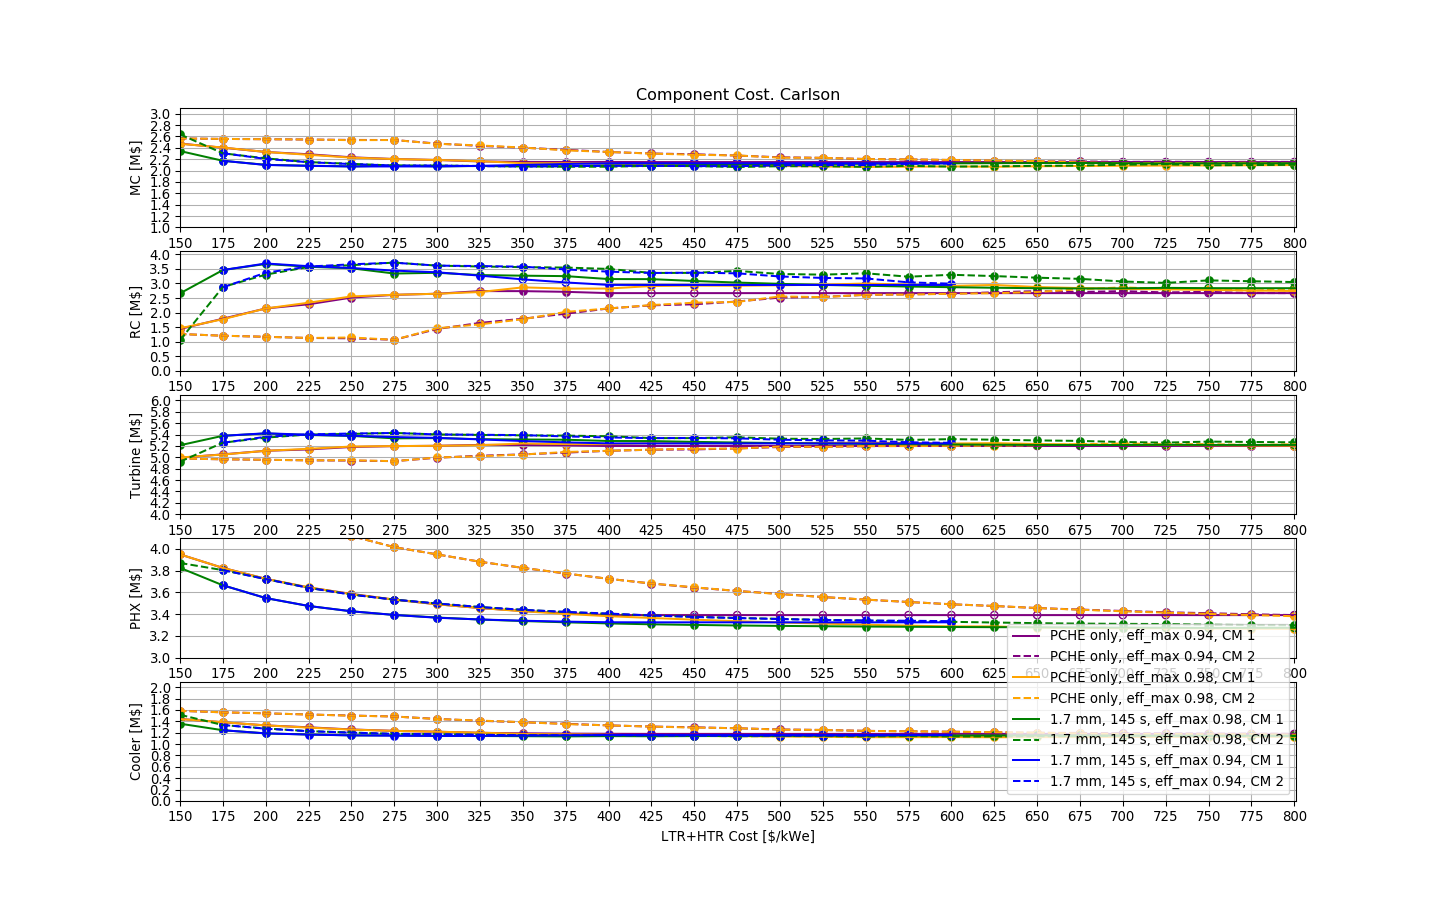 Component Cost. Carlson
MC [M$]
3.0
2.8
2.6
2.4
2.2
2.0
1.8
1.6
1.4
1.2
1.0
150 175 200 225 250 275 300 325 350 375 400 425 450 475 500 525 550 575 600 625 650 675 700 725 750 775 800
RC [M$]
4.0
3.5
3.0
2.5
2.0
1.5
1.0
0.5
0.0
150 175 200 225 250 275 300 325 350 375 400 425 450 475 500 525 550 575 600 625 650 675 700 725 750 775 800
Turbine [M$]
6.0
5.8
5.6
5.4
5.2
5.0
4.8
4.6
4.4
4.2
4.0
150 175 200 225 250 275 300 325 350 375 400 425 450 475 500 525 550 575 600 625 650 675 700 725 750 775 800
PHX [M$]
4.0
3.8
3.6
3.4
3.2
3.0
150 175 200 225 250 275 300 325 350 375 400 425 450 475 500 525 550 575 600 625 650 675 700 725 750 775 800
PCHE only, eff_max 0.94, CM 1
PCHE only, eff_max 0.94, CM 2
PCHE only, eff_max 0.98, CM 1
PCHE only, eff_max 0.98, CM 2
1.7 mm, 145 s, eff_max 0.98, CM 1
1.7 mm, 145 s, eff_max 0.98, CM 2
1.7 mm, 145 s, eff_max 0.94, CM 1
1.7 mm, 145 s, eff_max 0.94, CM 2
Cooler [M$]
2.0
1.8
1.6
1.4
1.2
1.0
0.8
0.6
0.4
0.2
0.0
150 175 200 225 250 275 300 325 350 375 400 425 450 475 500 525 550 575 600 625 650 675 700 725 750 775 800
LTR+HTR Cost [$/kWe]